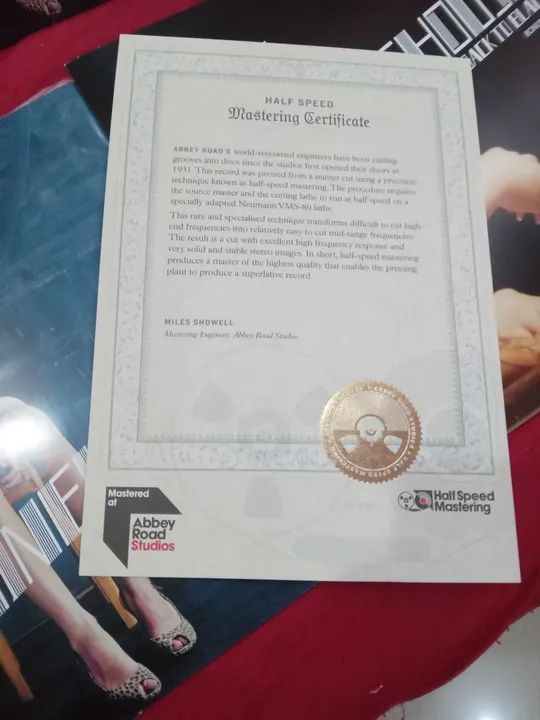 HALF SPEED
Mastering Certificate
ABBEY ROAD'S world-renowned engineers have been cutting
grooves into discs since the studios first opened their doors in
1931. This record was pressed from a master cut using a precision
technique known as half-speed mastering. The procedure requires
the source master and the cutting lathe to run at half speed on a
specially adapted Neumann VMS-80 lathe.
This rare and specialised technique transforms difficult to cut high-
end frequencies into relatively easy to cut mid-range frequencies.
The result is a cut with excellent high frequency response and
very solid and stable stereo images. In short, half-speed mastering
produces a master of the highest quality that enables the pressing
plant to produce a superlative record.
MILES SHOWELL
Mastering Engineer, Abbey Road Studios
Mastered
at
Abbey
Road
Studios
Half Speed
Mastering
BACK TO BLACK